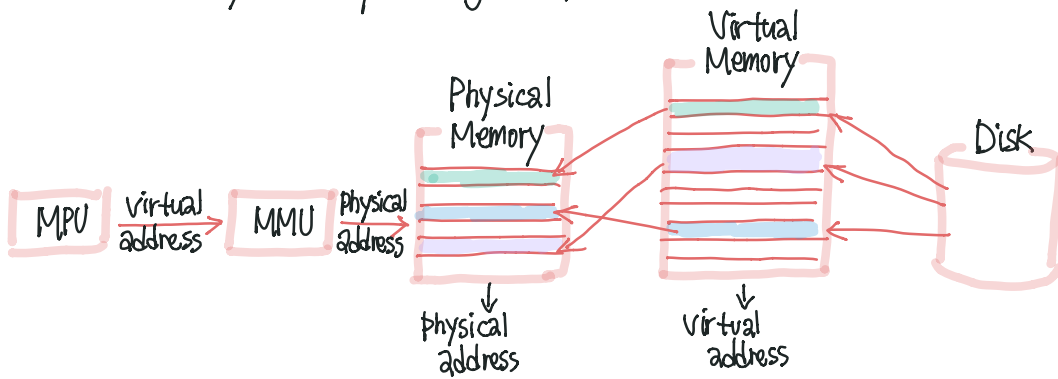 Virtual
Memory
Physical
Memory
Disk
MPU
virtual
address
MMU
physical
address
physical
address
virtual
address